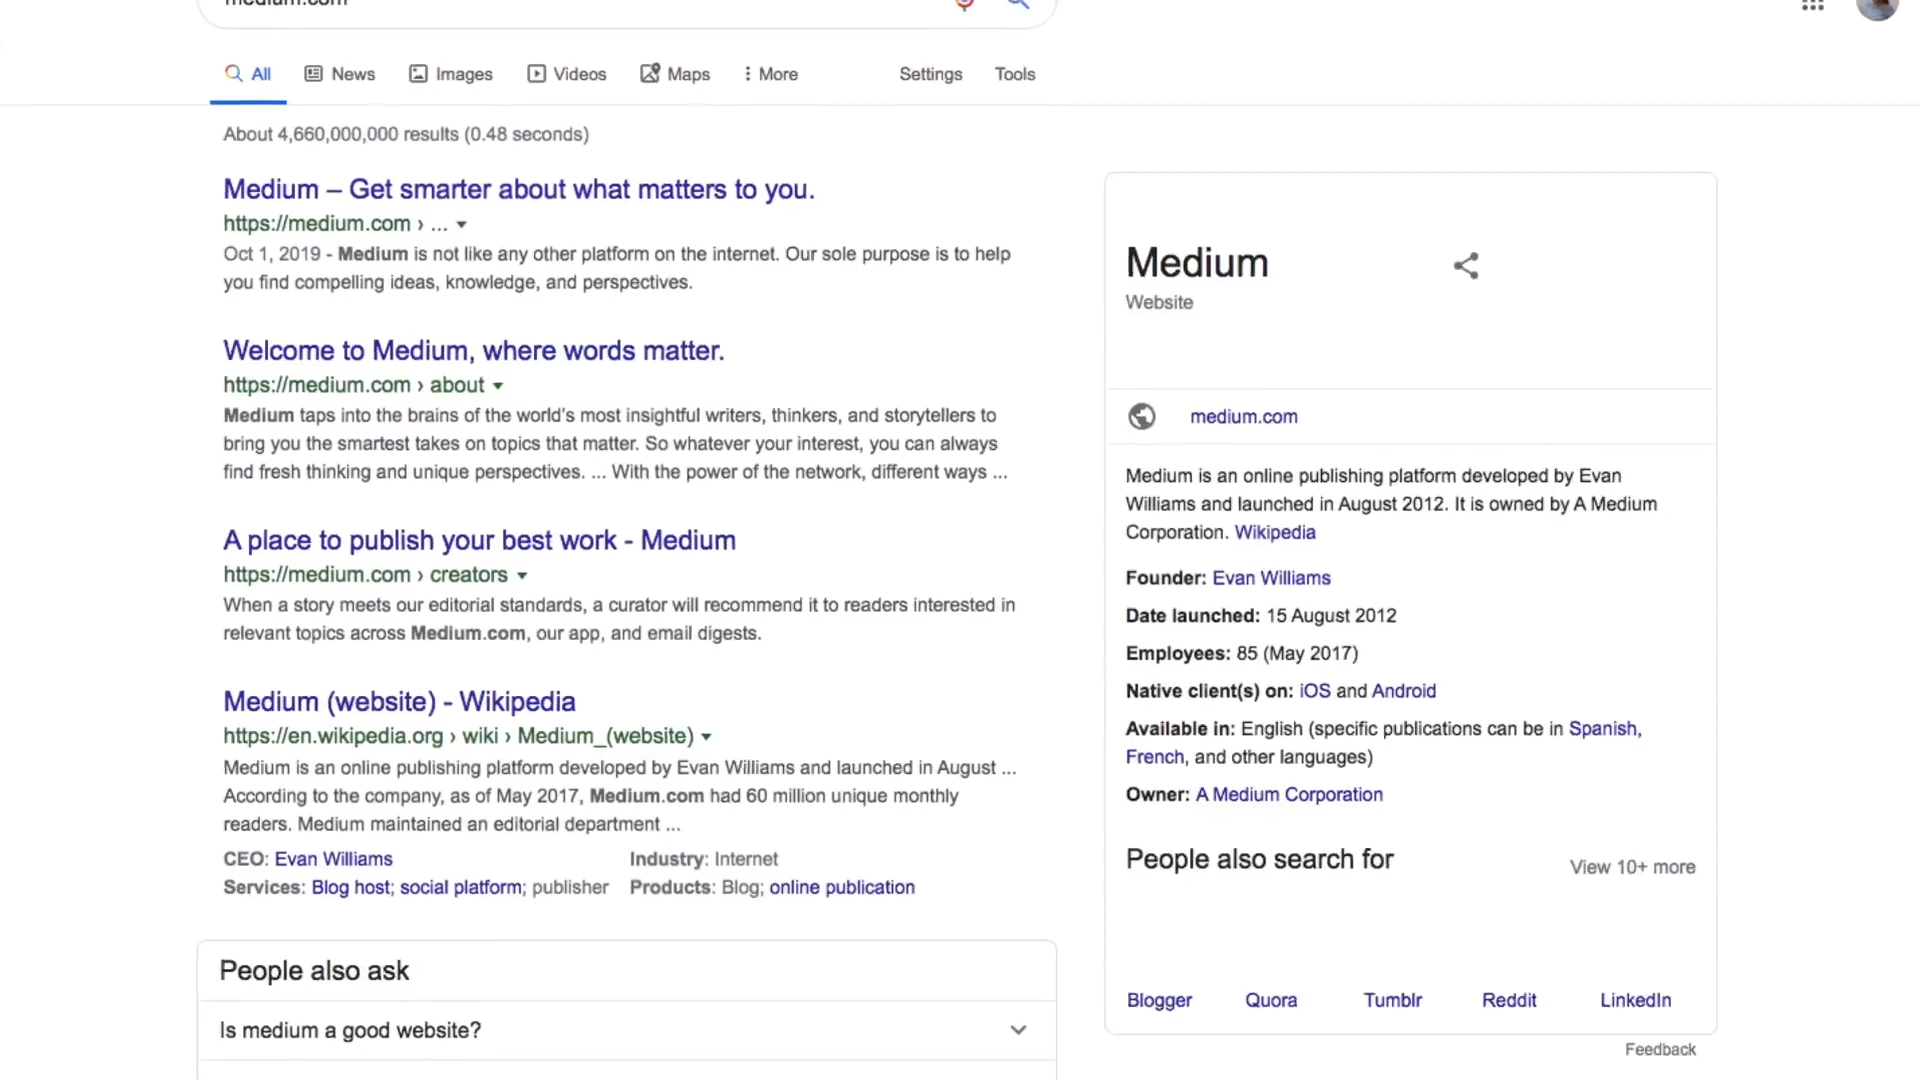 medium.com
All
News
Images
Videos
Maps
More
Settings
Tools
About 4,660,000,000 results (0.48 seconds)
Medium – Get smarter about what matters to you.
https://medium.com › ...
Oct 1, 2019 - Medium is not like any other platform on the internet. Our sole purpose is to help
you find compelling ideas, knowledge, and perspectives.
Welcome to Medium, where words matter.
https://medium.com › about
Medium taps into the brains of the world's most insightful writers, thinkers, and storytellers to
bring you the smartest takes on topics that matter. So whatever your interest, you can always
find fresh thinking and unique perspectives. ... With the power of the network, different ways ...
A place to publish your best work - Medium
https://medium.com › creators
When a story meets our editorial standards, a curator will recommend it to readers interested in
relevant topics across Medium.com, our app, and email digests.
Medium (website) - Wikipedia
https://en.wikipedia.org › wiki › Medium_(website)
Medium is an online publishing platform developed by Evan Williams and launched in August ...
According to the company, as of May 2017, Medium.com had 60 million unique monthly
readers. Medium maintained an editorial department ...
CEO: Evan Williams
Industry: Internet
Services: Blog host; social platform; publisher
Products: Blog; online publication
People also ask
Is medium a good website?
Medium
Website
medium.com
Medium is an online publishing platform developed by Evan
Williams and launched in August 2012. It is owned by A Medium
Corporation. Wikipedia
Founder: Evan Williams
Date launched: 15 August 2012
Employees: 85 (May 2017)
Native client(s) on: iOS and Android
Available in: English (specific publications can be in Spanish,
French, and other languages)
Owner: A Medium Corporation
People also search for
View 10+ more
Blogger
Quora
Tumblr
Reddit
LinkedIn
Feedback